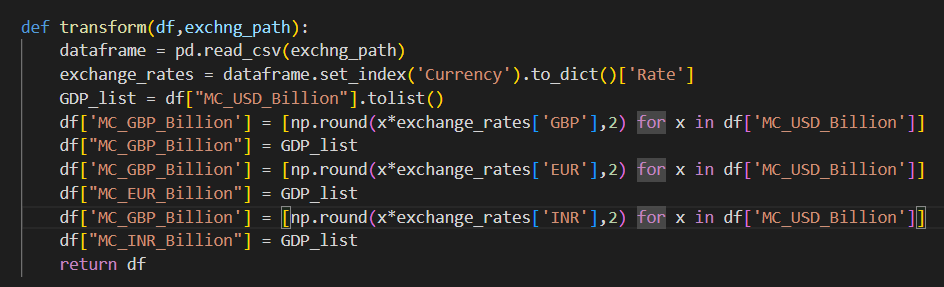 def transform(df,exchng_path):
    dataframe = pd.read_csv(exchng_path)
    exchange_rates = dataframe.set_index('Currency').to_dict()['Rate']
    GDP_list = df["MC_USD_Billion"].tolist()
    df['MC_GBP_Billion'] = [np.round(x*exchange_rates['GBP'],2) for x in df['MC_USD_Billion']]
    df["MC_GBP_Billion"] = GDP_list
    df['MC_GBP_Billion'] = [np.round(x*exchange_rates['EUR'],2) for x in df['MC_USD_Billion']]
    df["MC_EUR_Billion"] = GDP_list
    df['MC_GBP_Billion'] = [np.round(x*exchange_rates['INR'],2) for x in df['MC_USD_Billion']]
    df["MC_INR_Billion"] = GDP_list
    return df